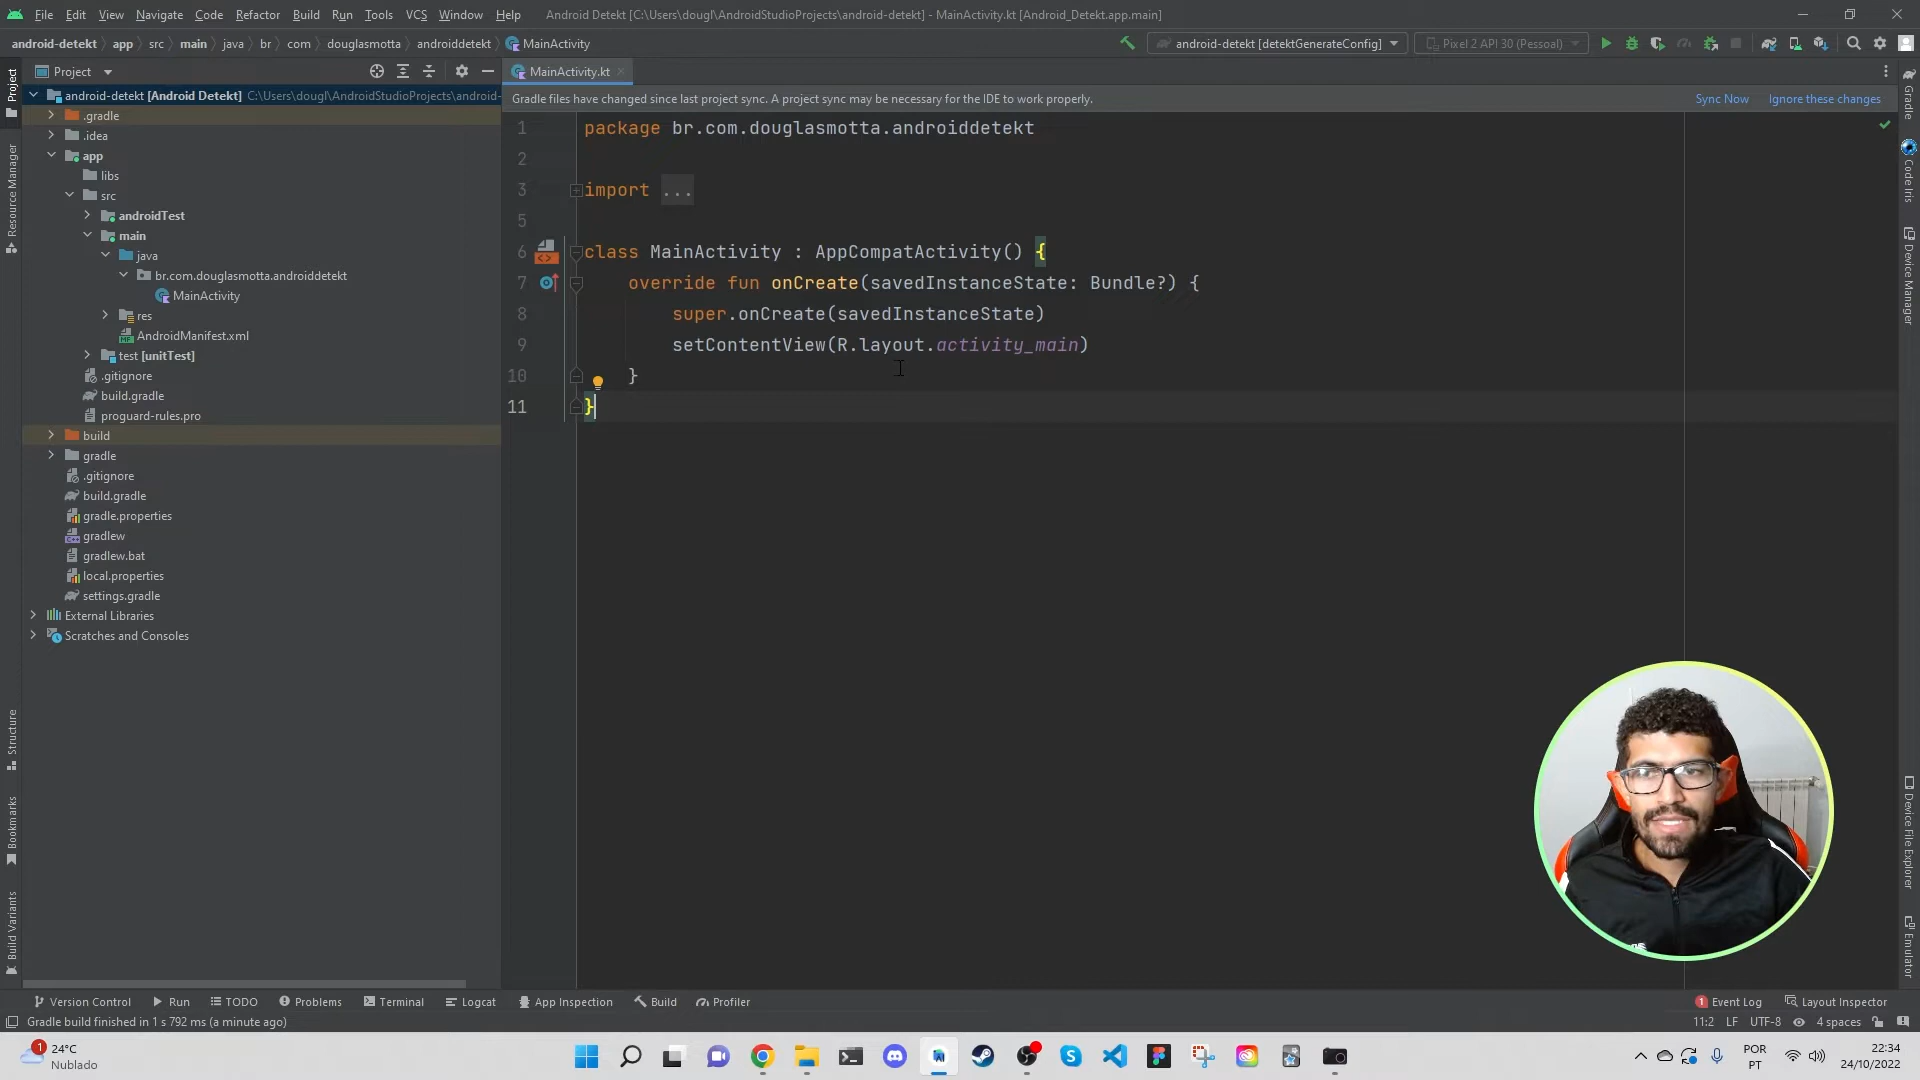 File Edit View Navigate Code Refactor Build Run Tools VCS Window Help Android Detekt [C:\Users\dougl\AndroidStudioProjects\android-detekt] - MainActivity.kt [Android_Detekt.app.main]
android-detekt app src main java br com douglasmotta androiddetekt MainActivity android-detekt [detektGenerateConfig] Pixel 2 API 30 (Pessoal)
Project MainActivity.kt
android-detekt [Android Detekt] C:\Users\dougl\AndroidStudioProjects\android-
Gradle files have changed since last project sync. A project sync may be necessary for the IDE to work properly. Sync Now Ignore these changes
.gradle
.idea
app
libs
src
androidTest
main
java
br.com.douglasmotta.androiddetekt
MainActivity
res
AndroidManifest.xml
test [unitTest]
.gitignore
build.gradle
proguard-rules.pro
build
gradle
.gitignore
build.gradle
gradle.properties
gradlew
gradlew.bat
local.properties
settings.gradle
External Libraries
Scratches and Consoles
1 package br.com.douglasmotta.androiddetekt
2
3 import ...
5
6 class MainActivity : AppCompatActivity() {
7 override fun onCreate(savedInstanceState: Bundle?) {
8 super.onCreate(savedInstanceState)
9 setContentView(R.layout.activity_main)
10 }
11 }
Project
Resource Manager
Structure
Bookmarks
Build Variants
Gradle
Code Iris
Device Manager
Device File Explorer
Emulator
Version Control Run TODO Problems Terminal Logcat App Inspection Build Profiler 1 Event Log Layout Inspector
Gradle build finished in 1 s 792 ms (a minute ago) 11:2 LF UTF-8 4 spaces
1 24°C
Nublado
POR
PT
22:34
24/10/2022